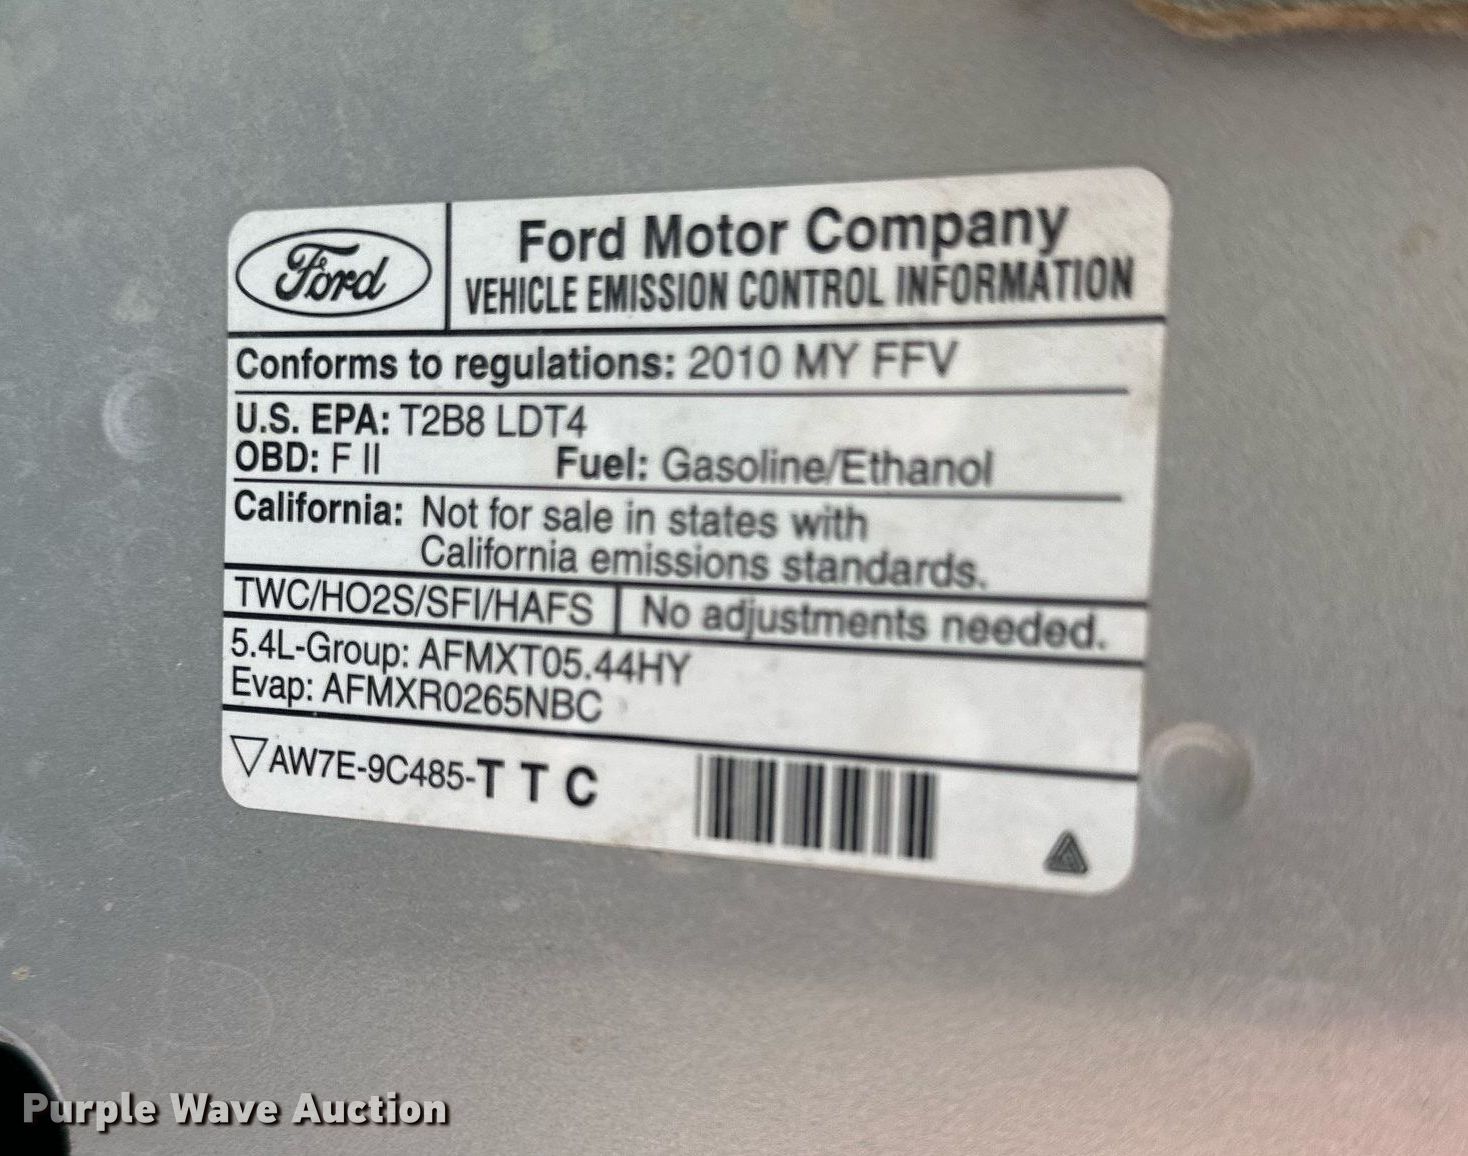 Ford
Ford Motor Company
VEHICLE EMISSION CONTROL INFORMATION
Conforms to regulations: 2010 MY FFV
U.S. EPA: T2B8 LDT4
OBD: F II Fuel: Gasoline/Ethanol
California: Not for sale in states with
California emissions standards.
TWC/HO2S/SFI/HAFS No adjustments needed.
5.4L-Group: AFMXT05.44HY
Evap: AFMXR0265NBC
AW7E-9C485-T T C
Purple Wave Auction